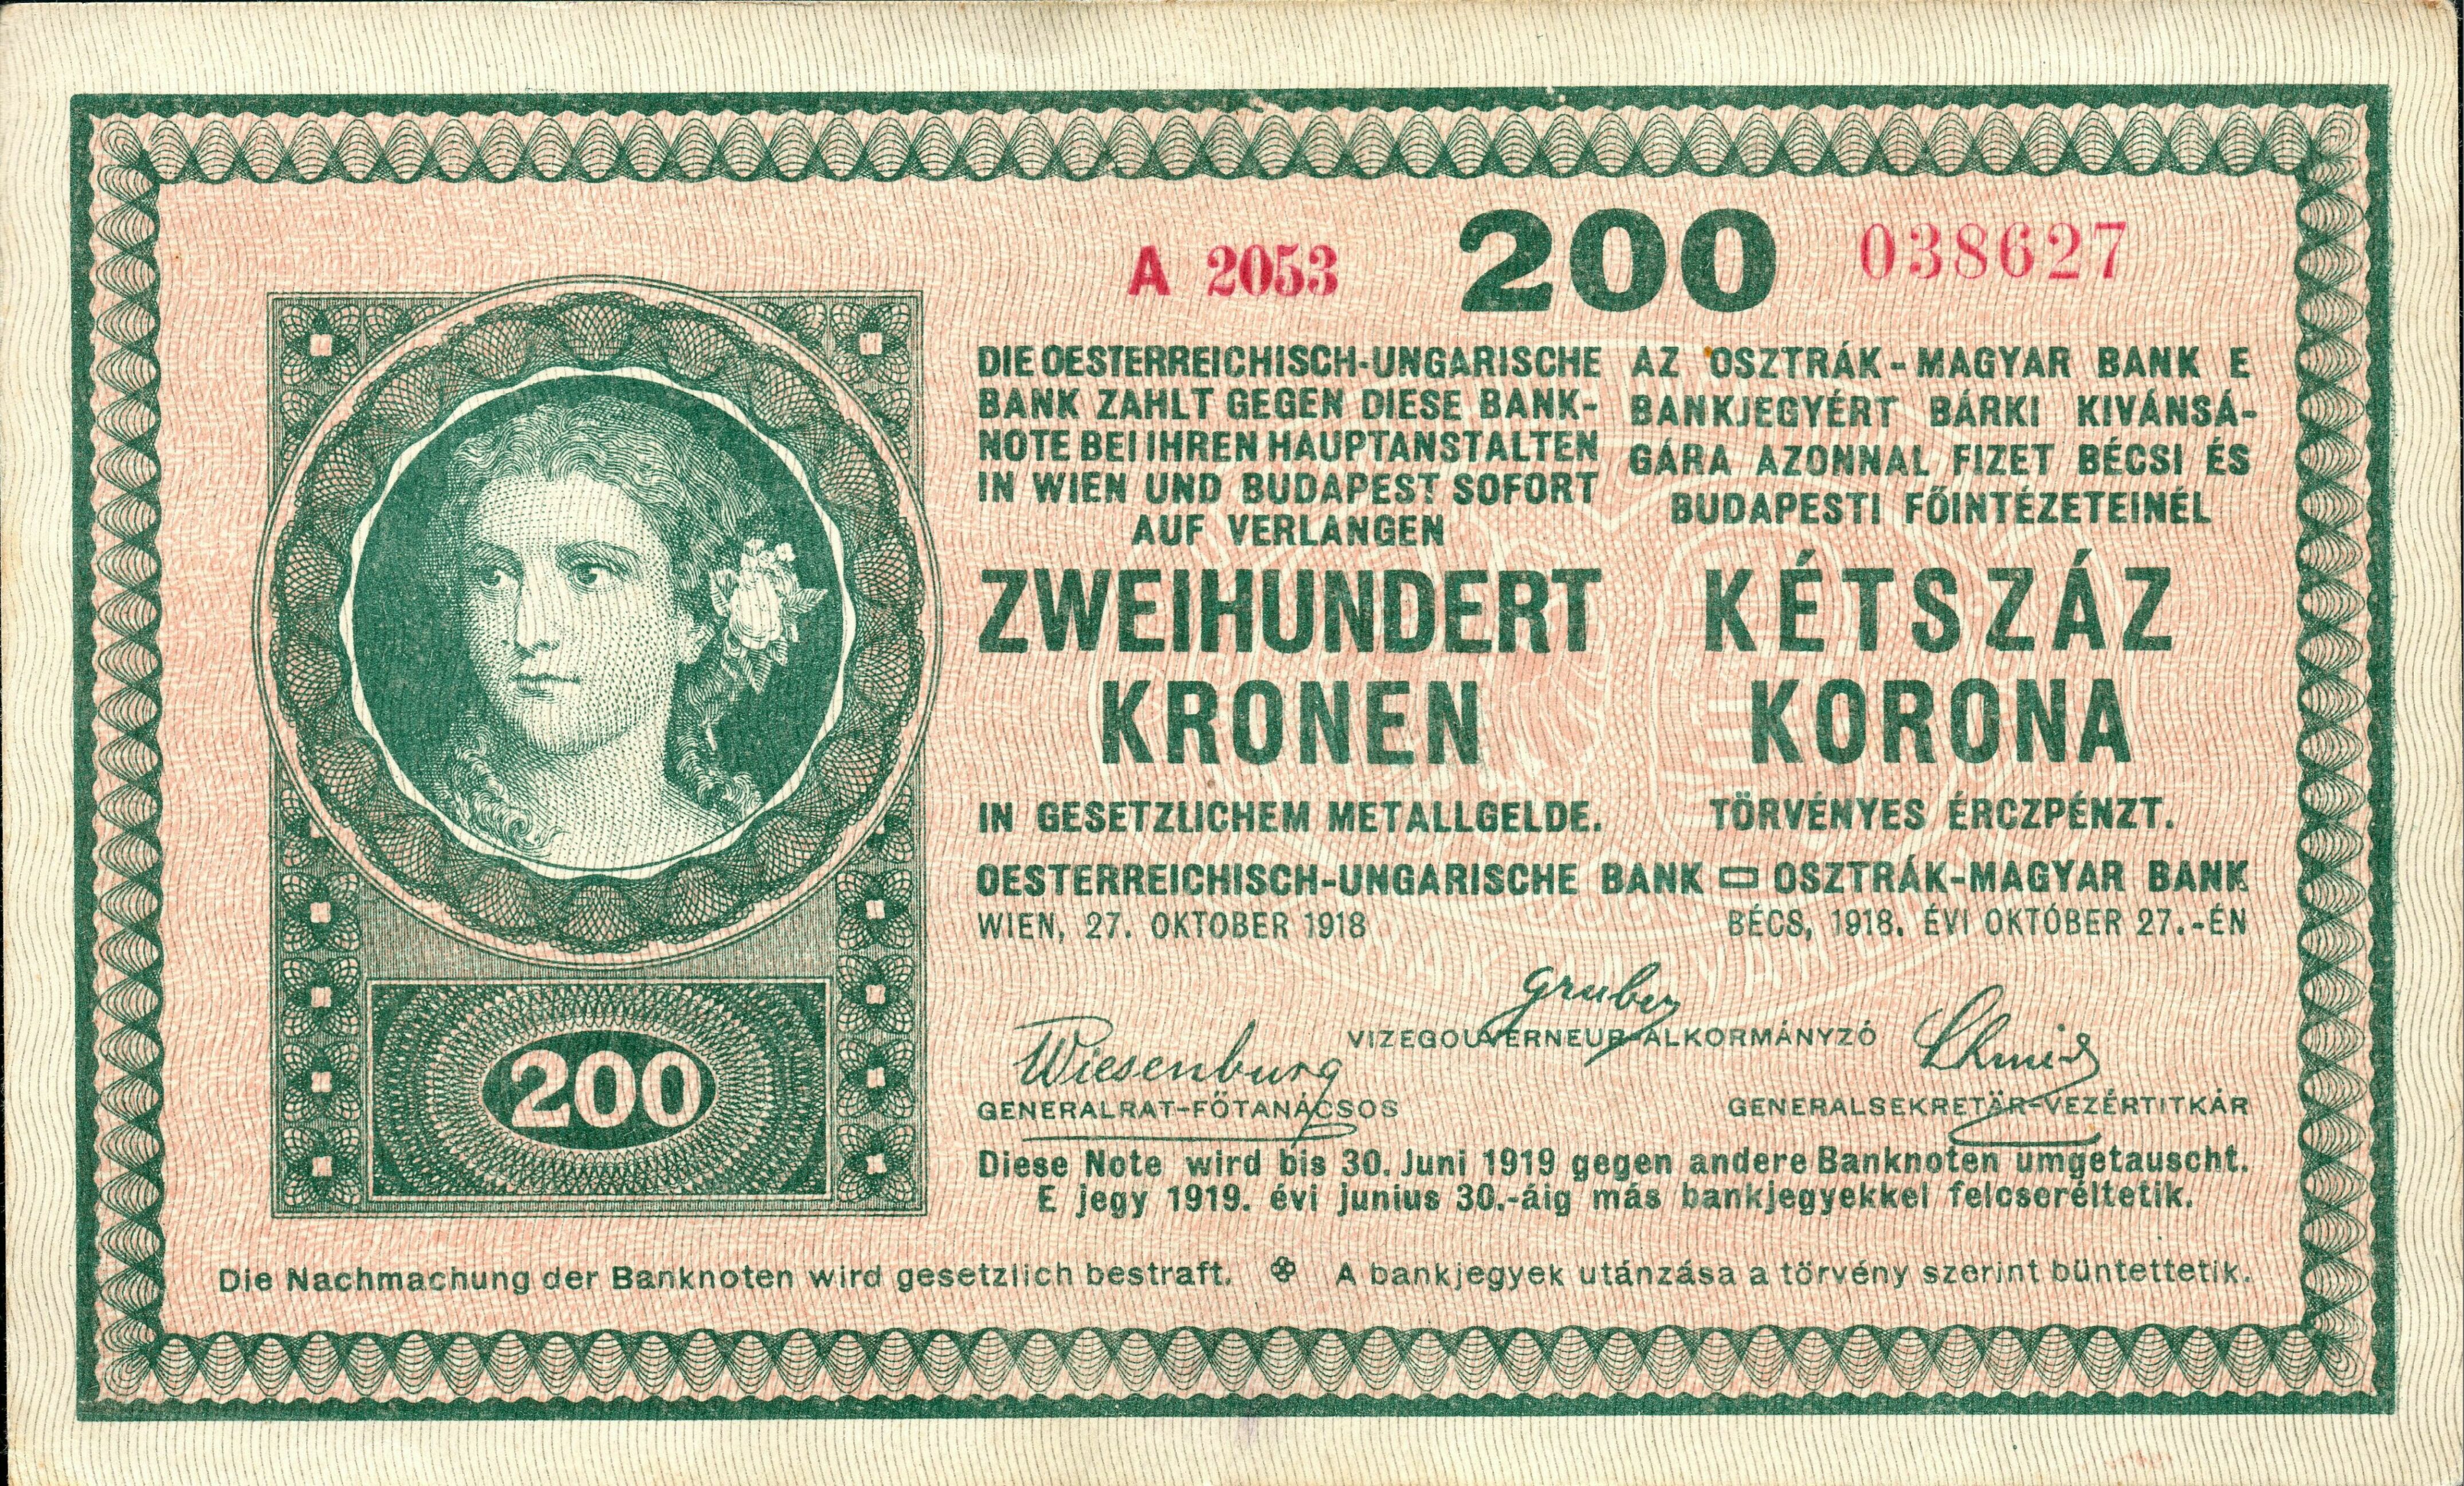 A 2053 200 038627
DIE OESTERREICHISCH-UNGARISCHE
BANK ZAHLT GEGEN DIESE BANK-
NOTE BEI IHREN HAUPTANSTALTEN
IN WIEN UND BUDAPEST SOFORT
AUF VERLANGEN
ZWEIHUNDERT
KRONEN
IN GESETZLICHEM METALLGELDE.
AZ OSZTRÁK-MAGYAR BANK E
BANKJEGYÉRT BÁRKI KIVÁNSÁ-
GÁRA AZONNAL FIZET BÉCSI ÉS
BUDAPESTI FŐINTÉZETEINÉL
KÉTSZÁZ
KORONA
TÖRVÉNYES ÉRCZPÉNZT.
OESTERREICHISCH-UNGARISCHE BANK OSZTRÁK-MAGYAR BANK
WIEN, 27. OKTOBER 1918 BÉCS, 1918. ÉVI OKTÓBER 27.-ÉN
Gruber
VIZEGOUVERNEUR-ALKORMÁNYZÓ
Wiesenburg
GENERALRAT-FŐTANÁCSOS
Schmid
GENERALSEKRETÄR-VEZÉRTITKÁR
200
Diese Note wird bis 30. Juni 1919 gegen andere Banknoten umgetauscht.
E jegy 1919. évi junius 30.-áig más bankjegyekkel felcseréltetik.
Die Nachmachung der Banknoten wird gesetzlich bestraft. A bankjegyek utánzása a törvény szerint büntettetik.